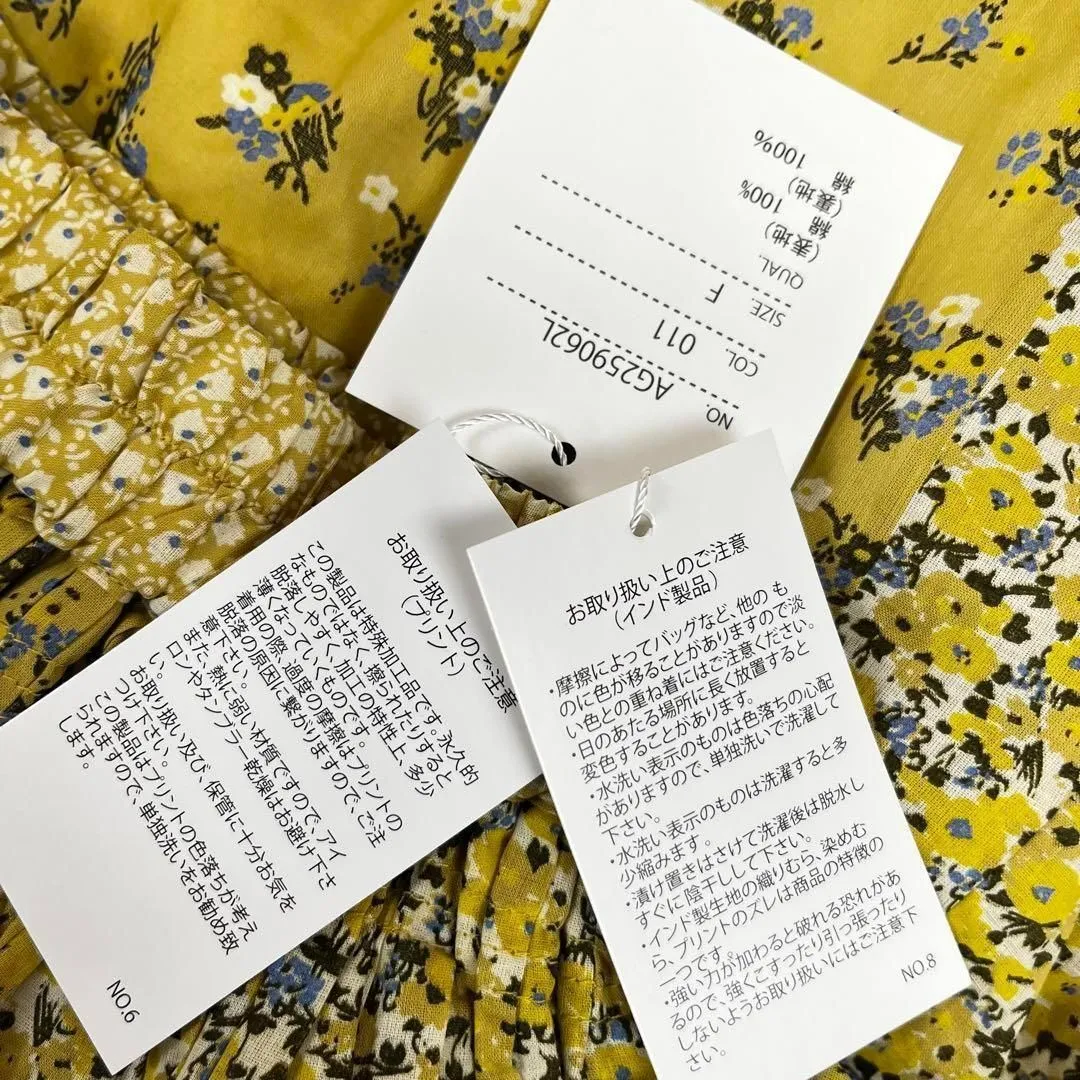 NO. AG259062L
COL. 011
SIZE F
QUAL.
(表地)
綿 100%
(表地)
綿 100%
お取り扱い上のご注意
(プリント)
この製品は特殊加工品です。永久的
なものではなく、擦られたりすると
脱落しやすく、加工の特性上、多少
薄くなっていくものです。
着用の際、過度の摩擦はプリントの
脱落の原因に繋がりますので、ご注
意下さい。
また、熱に弱い材質ですので、アイ
ロンやタンブラー乾燥はお避け下さ
い。
お取り扱い及び、保管に十分お気を
つけ下さい。
この製品はプリントの色落ちが考え
られますので、単独洗いをお勧め致
します。
NO.6
お取り扱い上のご注意
(インド製品)
・摩擦によってバッグなど、他のも
のに色が移ることがありますので淡
い色との重ね着にはご注意ください。
・日のあたる場所に長く放置すると
変色することがあります。
・水洗い表示のものは色落ちの心配
がありますので、単独洗いで洗濯して
下さい。
・水洗い表示のものは洗濯すると多
少縮みます。
・漬け置きはさけて洗濯後は脱水し
すぐに陰干しして下さい。
・インド製生地の織りむら、染めむ
ら、プリントのズレは商品の特徴の
一つです。
・強い力が加わると破れる恐れがあ
るので、強くこすったり引っ張ったり
しないようお取り扱いにはご注意下
さい。
NO.8